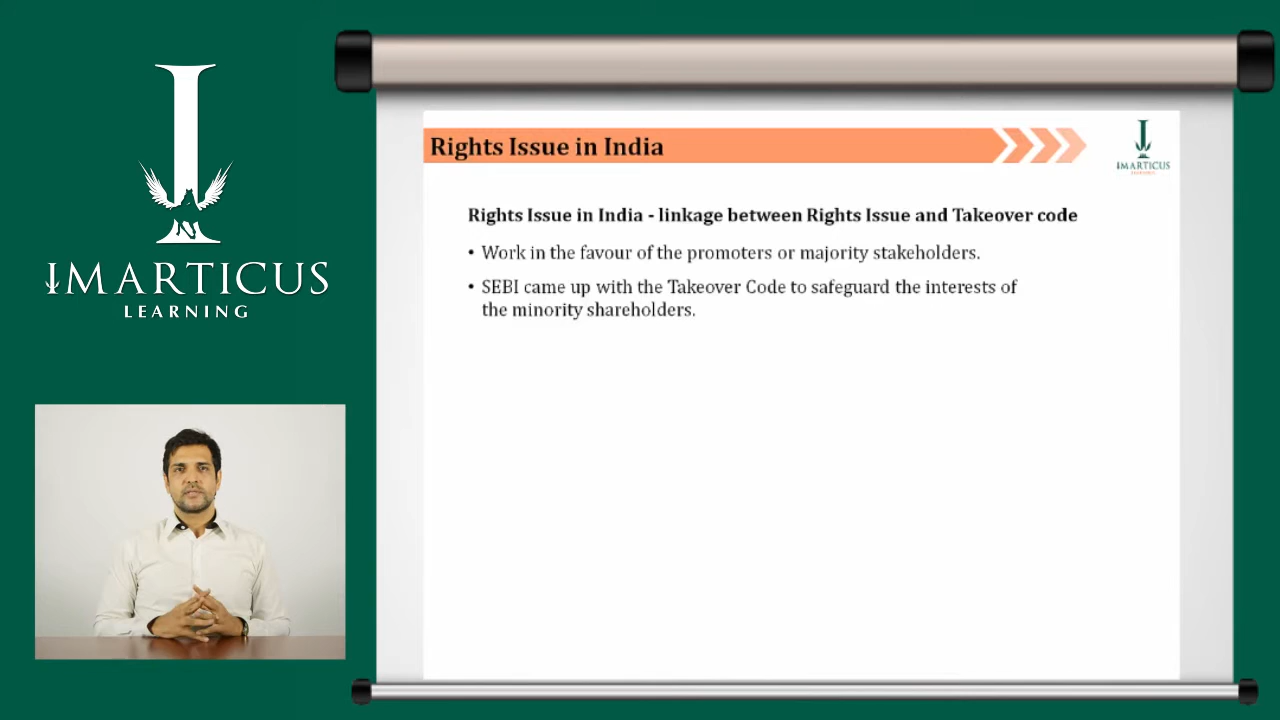 IMARTICUS
LEARNING
Rights Issue in India
IMARTICUS
Rights Issue in India - linkage between Rights Issue and Takeover code
• Work in the favour of the promoters or majority stakeholders.
• SEBI came up with the Takeover Code to safeguard the interests of
the minority shareholders.